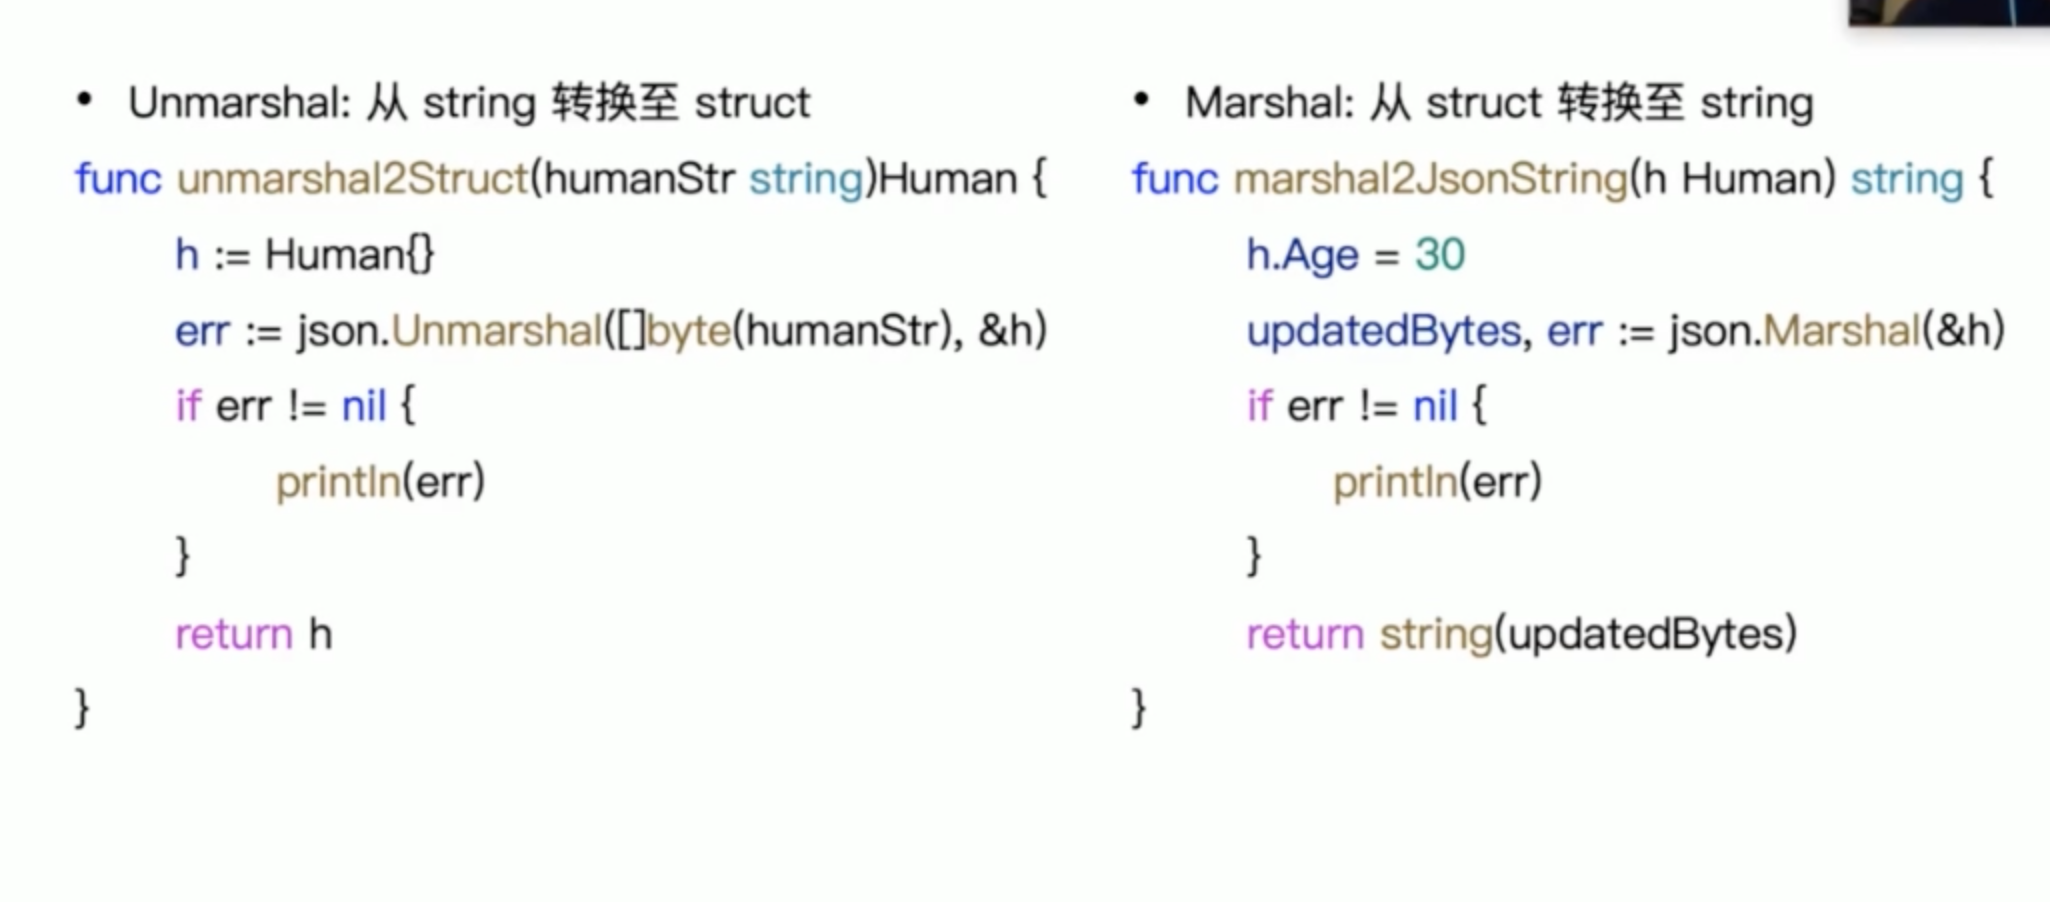 • Unmarshal: 从 string 转换至 struct
func unmarshal2Struct(humanStr string)Human {
h := Human{}
err := json.Unmarshal([]byte(humanStr), &h)
if err != nil {
println(err)
}
return h
}
• Marshal: 从 struct 转换至 string
func marshal2JsonString(h Human) string {
h.Age = 30
updatedBytes, err := json.Marshal(&h)
if err != nil {
println(err)
}
return string(updatedBytes)
}